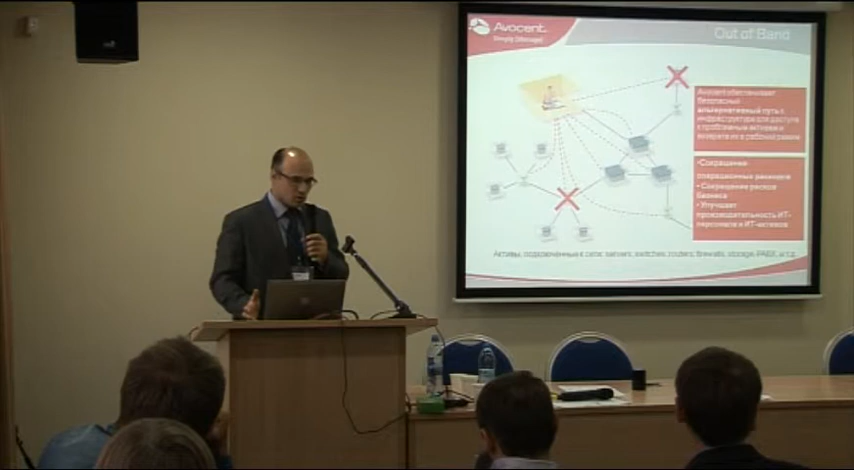 Avocent.
Simply Managed
Out of Band
Avocent обеспечивает
безопасный
альтернативный путь к
инфраструктуре для доступа
к проблемным активам и
возврата их в рабочий режим
•Сокращение
операционных расходов
• Сокращение рисков
бизнеса
• Улучшает
производительность ИТ-
персонала и ИТ-активов
Активы, подключенные к сети: servers, switches, routers, firewalls, storage, PABX, и т.д.